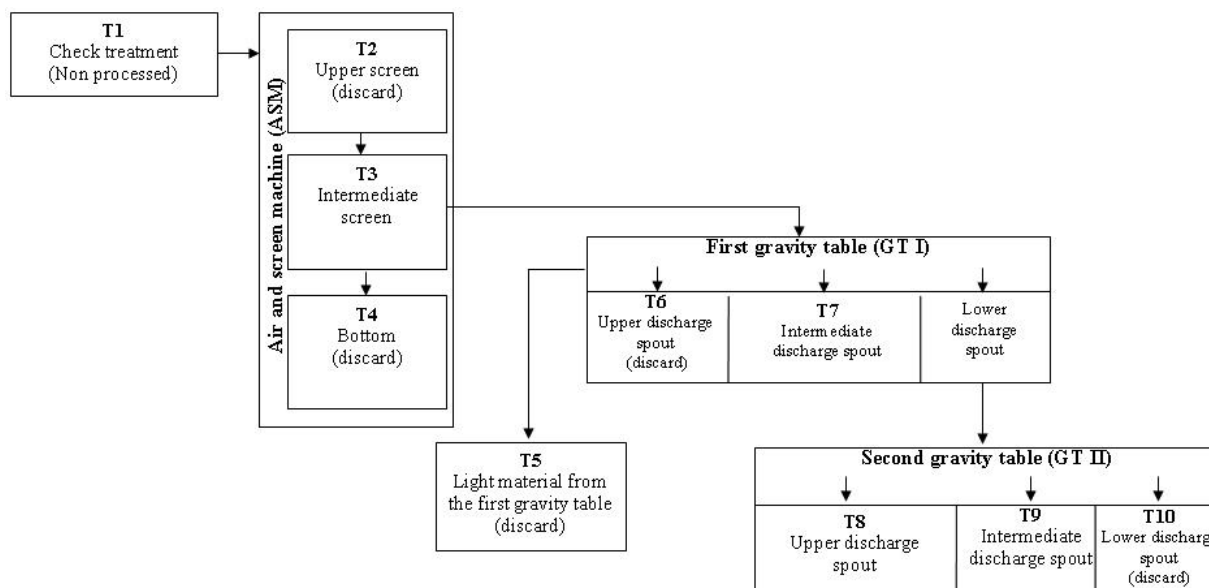 T1
Check treatment
(Non processed)
Air and screen machine (ASM)
T2
Upper screen
(discard)
T3
Intermediate
screen
T4
Bottom
(discard)
First gravity table (GT I)
T6
Upper discharge
spout
(discard)
T7
Intermediate
discharge spout
Lower
discharge
spout
T5
Light material from
the first gravity table
(discard)
Second gravity table (GT II)
T8
Upper discharge
spout
T9
Intermediate
discharge spout
T10
Lower discharge
spout
(discard)